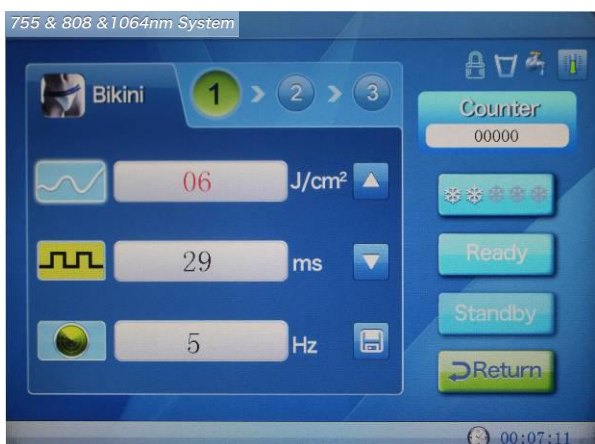 755 & 808 &1064nm System
Bikini
1 > 2 > 3
Counter
00000
06 J/cm²
29 ms
Ready
5 Hz
Standby
Return
00:07:11